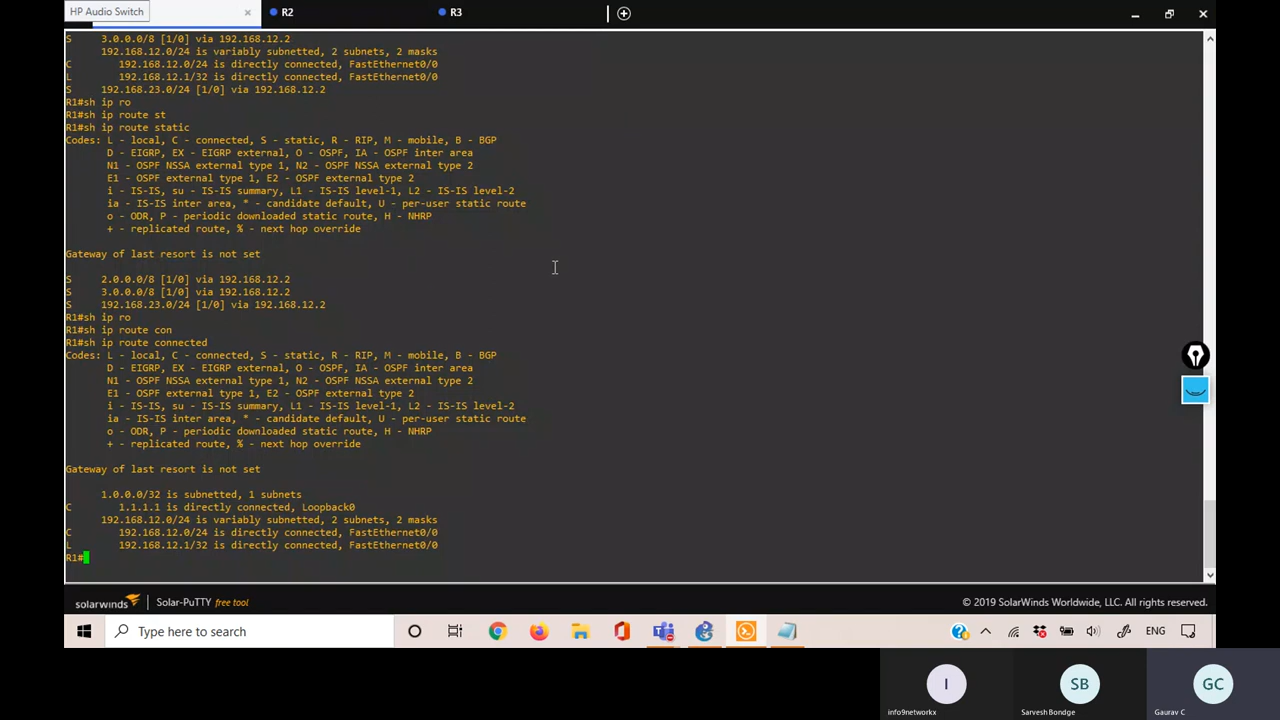 HP Audio Switch
R2
R3
S 3.0.0.0/8 [1/0] via 192.168.12.2
192.168.12.0/24 is variably subnetted, 2 subnets, 2 masks
C 192.168.12.0/24 is directly connected, FastEthernet0/0
L 192.168.12.1/32 is directly connected, FastEthernet0/0
S 192.168.23.0/24 [1/0] via 192.168.12.2
R1#sh ip ro
R1#sh ip route st
R1#sh ip route static
Codes: L - local, C - connected, S - static, R - RIP, M - mobile, B - BGP
D - EIGRP, EX - EIGRP external, O - OSPF, IA - OSPF inter area
N1 - OSPF NSSA external type 1, N2 - OSPF NSSA external type 2
E1 - OSPF external type 1, E2 - OSPF external type 2
i - IS-IS, su - IS-IS summary, L1 - IS-IS level-1, L2 - IS-IS level-2
ia - IS-IS inter area, * - candidate default, U - per-user static route
o - ODR, P - periodic downloaded static route, H - NHRP
+ - replicated route, % - next hop override
Gateway of last resort is not set
S 2.0.0.0/8 [1/0] via 192.168.12.2
S 3.0.0.0/8 [1/0] via 192.168.12.2
S 192.168.23.0/24 [1/0] via 192.168.12.2
R1#sh ip ro
R1#sh ip route con
R1#sh ip route connected
Codes: L - local, C - connected, S - static, R - RIP, M - mobile, B - BGP
D - EIGRP, EX - EIGRP external, O - OSPF, IA - OSPF inter area
N1 - OSPF NSSA external type 1, N2 - OSPF NSSA external type 2
E1 - OSPF external type 1, E2 - OSPF external type 2
i - IS-IS, su - IS-IS summary, L1 - IS-IS level-1, L2 - IS-IS level-2
ia - IS-IS inter area, * - candidate default, U - per-user static route
o - ODR, P - periodic downloaded static route, H - NHRP
+ - replicated route, % - next hop override
Gateway of last resort is not set
1.0.0.0/32 is subnetted, 1 subnets
C 1.1.1.1 is directly connected, Loopback0
192.168.12.0/24 is variably subnetted, 2 subnets, 2 masks
C 192.168.12.0/24 is directly connected, FastEthernet0/0
L 192.168.12.1/32 is directly connected, FastEthernet0/0
R1#
solarwinds Solar-PuTTY free tool © 2019 SolarWinds Worldwide, LLC. All rights reserved.
Type here to search ENG
I SB GC
info9networkx Sarvesh Bondge Gaurav C